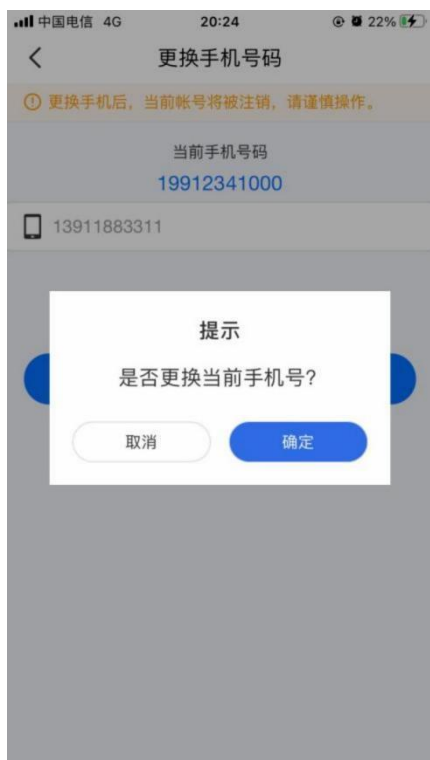 中国电信 4G 20:24 22%
更换手机号码
更换手机后，当前帐号将被注销，请谨慎操作。
当前手机号码
19912341000
13911883311
提示
是否更换当前手机号?
取消 确定